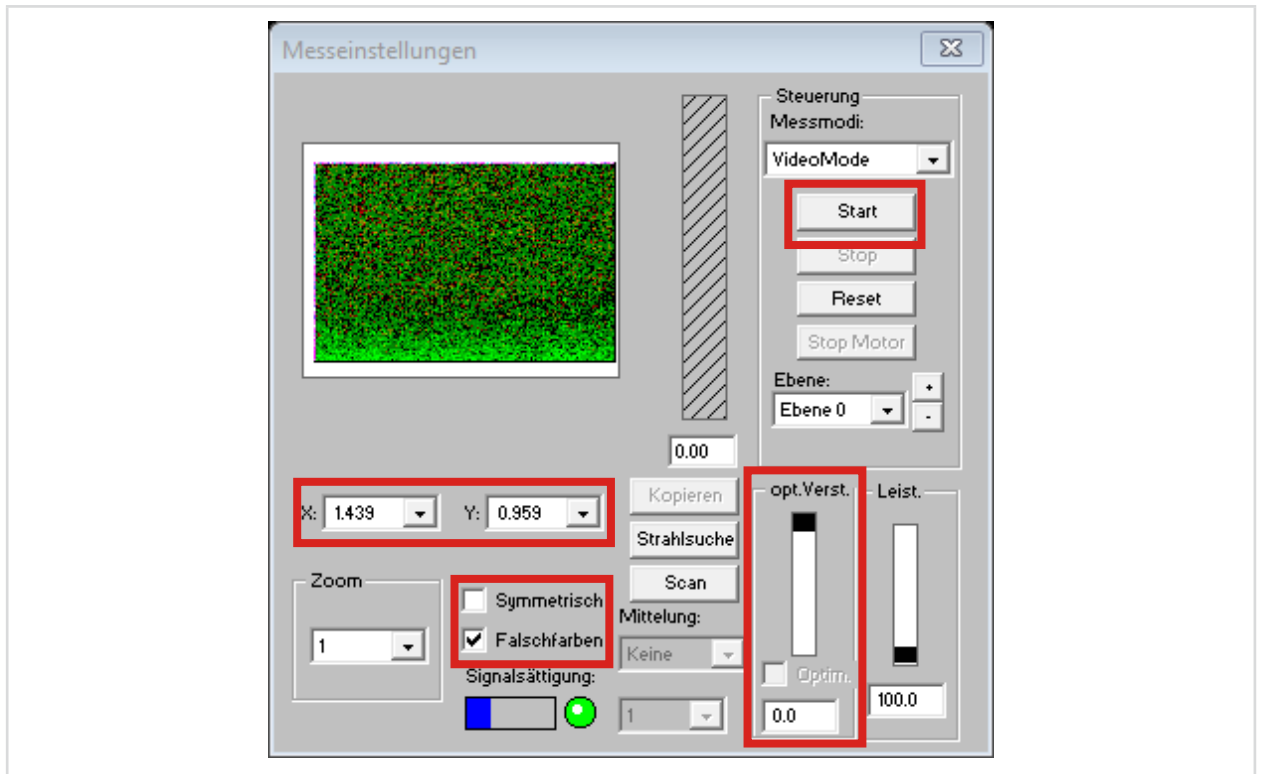 Messeinstellungen
Steuerung
Messmodi:
VideoMode
Start
Stop
Reset
Stop Motor
Ebene:
Ebene 0
+
-
0.00
X: 1.439 Y: 0.959
Kopieren
Strahlsuche
Scan
opt.Verst.
Leist.
Zoom
1
Symmetrisch
Falschfarben
Mittelung:
Keine
Signalsättigung:
1
Optim.
0.0
100.0